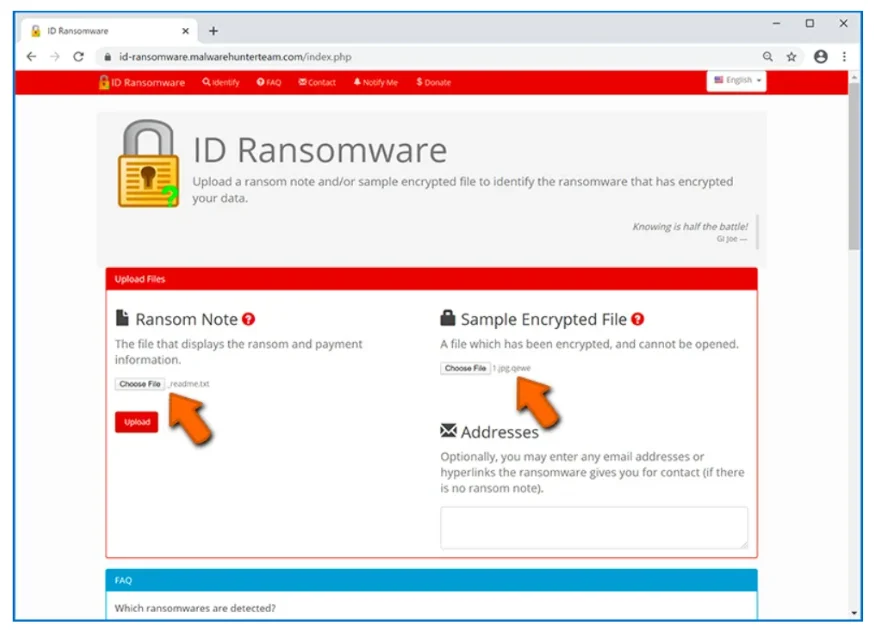 ID Ransomware
id-ransomware.malwarehunterteam.com/index.php
ID Ransomware Identify FAQ Contact Notify Me $ Donate English
ID Ransomware
Upload a ransom note and/or sample encrypted file to identify the ransomware that has encrypted
your data.
Knowing is half the battle!
GI Joe —
Upload Files
Ransom Note
The file that displays the ransom and payment
information.
Choose File _readme.txt
Upload
Sample Encrypted File
A file which has been encrypted, and cannot be opened.
Choose File 1.jpg.qewe
Addresses
Optionally, you may enter any email addresses or
hyperlinks the ransomware gives you for contact (if there
is no ransom note).
FAQ
Which ransomwares are detected?